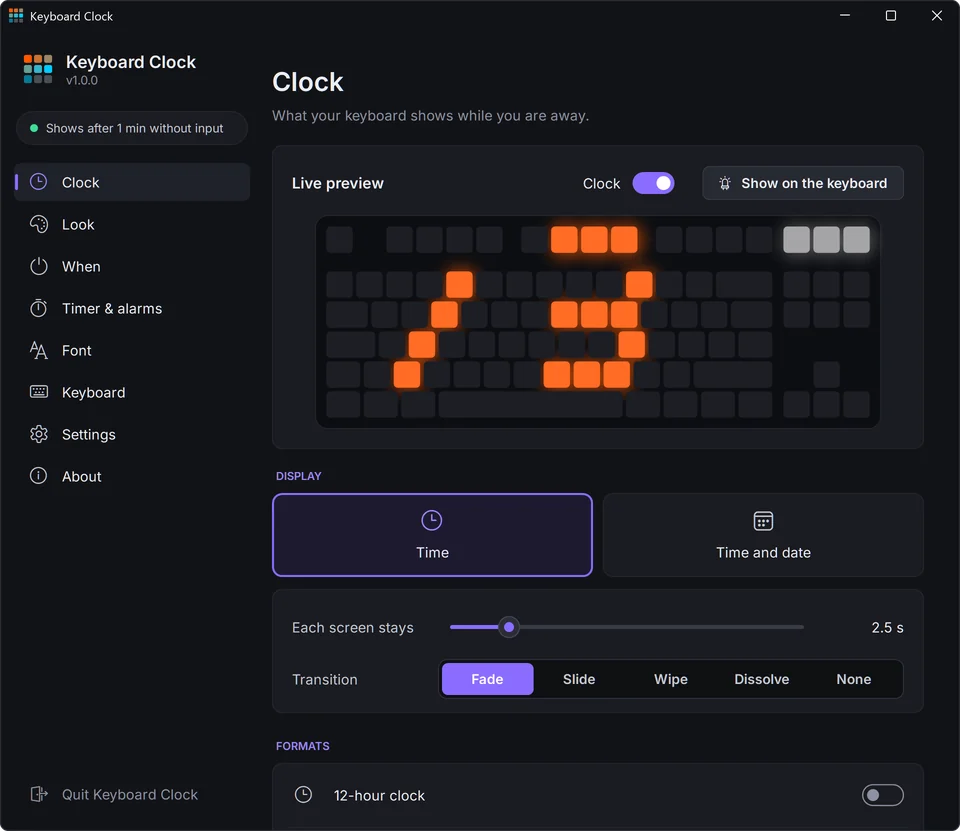 Keyboard Clock
Keyboard Clock
v1.0.0
Shows after 1 min without input
Clock
Look
When
Timer & alarms
Font
Keyboard
Settings
About
Quit Keyboard Clock
Clock
What your keyboard shows while you are away.
Live preview
Clock
Show on the keyboard
13
DISPLAY
Time
Time and date
Each screen stays
2.5 s
Transition
Fade
Slide
Wipe
Dissolve
None
FORMATS
12-hour clock